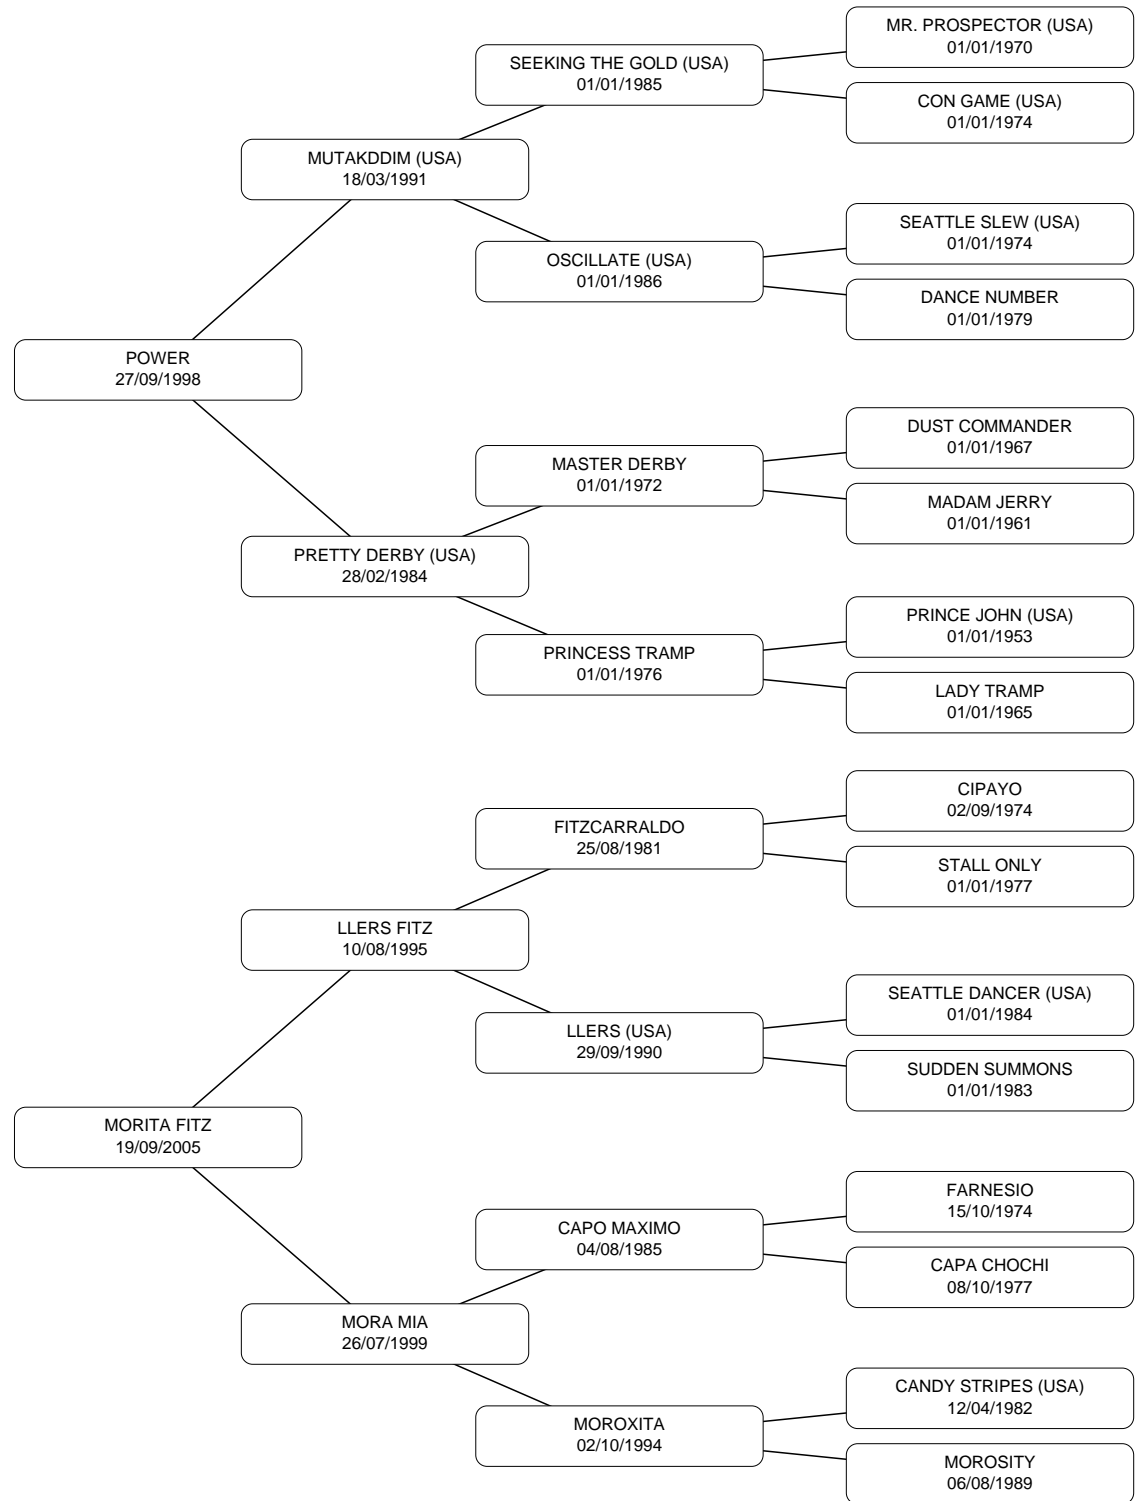 MR. PROSPECTOR (USA)
01/01/1970
SEEKING THE GOLD (USA)
01/01/1985
CON GAME (USA)
01/01/1974
MUTAKDDIM (USA)
18/03/1991
SEATTLE SLEW (USA)
01/01/1974
OSCILLATE (USA)
01/01/1986
DANCE NUMBER
01/01/1979
POWER
27/09/1998
DUST COMMANDER
01/01/1967
MASTER DERBY
01/01/1972
MADAM JERRY
01/01/1961
PRETTY DERBY (USA)
28/02/1984
PRINCE JOHN (USA)
01/01/1953
PRINCESS TRAMP
01/01/1976
LADY TRAMP
01/01/1965
CIPAYO
02/09/1974
FITZCARRALDO
25/08/1981
STALL ONLY
01/01/1977
LLERS FITZ
10/08/1995
SEATTLE DANCER (USA)
01/01/1984
LLERS (USA)
29/09/1990
SUDDEN SUMMONS
01/01/1983
MORITA FITZ
19/09/2005
FARNESIO
15/10/1974
CAPO MAXIMO
04/08/1985
CAPA CHOCHI
08/10/1977
MORA MIA
26/07/1999
CANDY STRIPES (USA)
12/04/1982
MOROXITA
02/10/1994
MOROSITY
06/08/1989